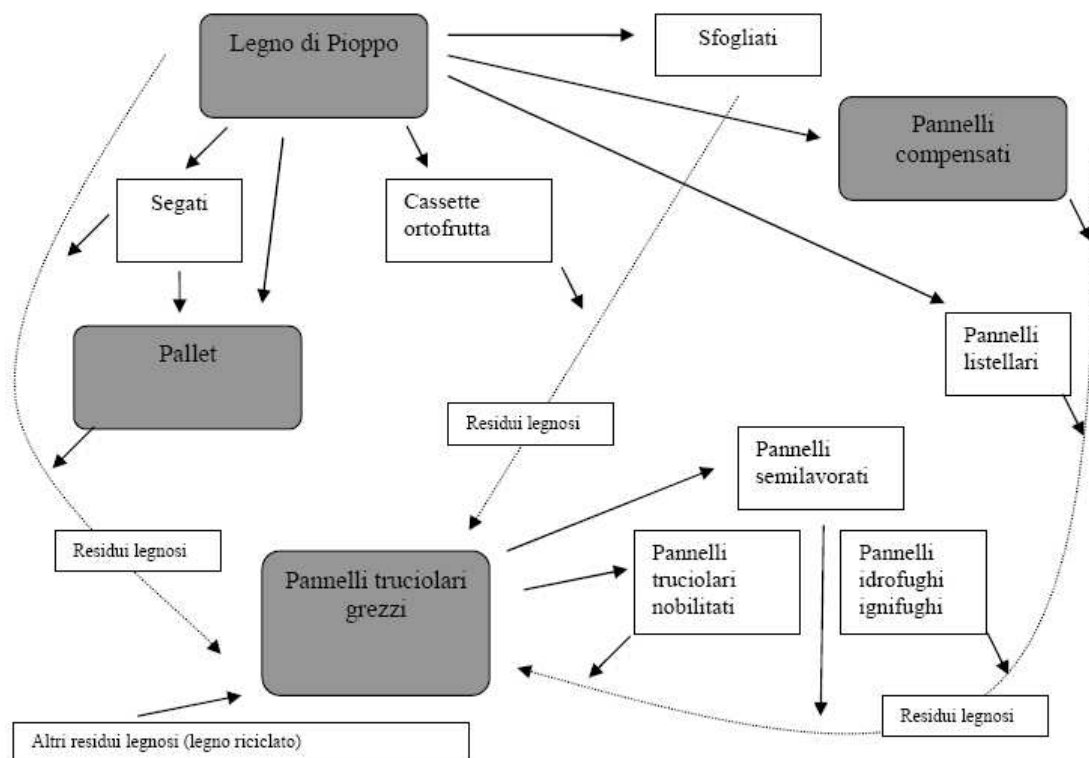 Legno di Pioppo
Sfogliati
Pannelli
compensati
Segati
Cassette
ortofrutta
Pallet
Pannelli
listellari
Residui legnosi
Pannelli
semilavorati
Residui legnosi
Pannelli truciolari
grezzi
Pannelli
truciolari
nobilitati
Pannelli
idrofughi
ignifughi
Residui legnosi
Altri residui legnosi (legno riciclato)